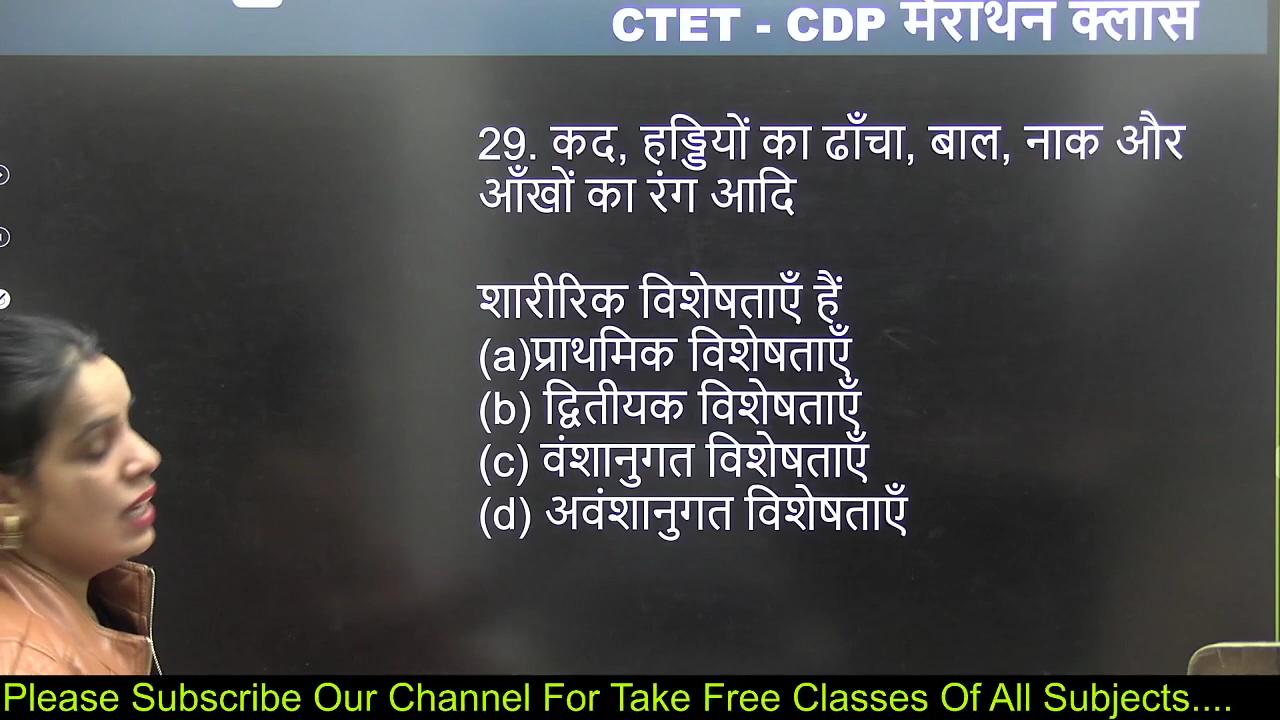 CTET - CDP मैराथन क्लास
29. कद, हड्डियों का ढाँचा, बाल, नाक और
आँखों का रंग आदि
शारीरिक विशेषताएँ हैं
(a)प्राथमिक विशेषताएँ
(b) द्वितीयक विशेषताएँ
(c) वंशानुगत विशेषताएँ
(d) अवंशानुगत विशेषताएँ
Please Subscribe Our Channel For Take Free Classes Of All Subjects....